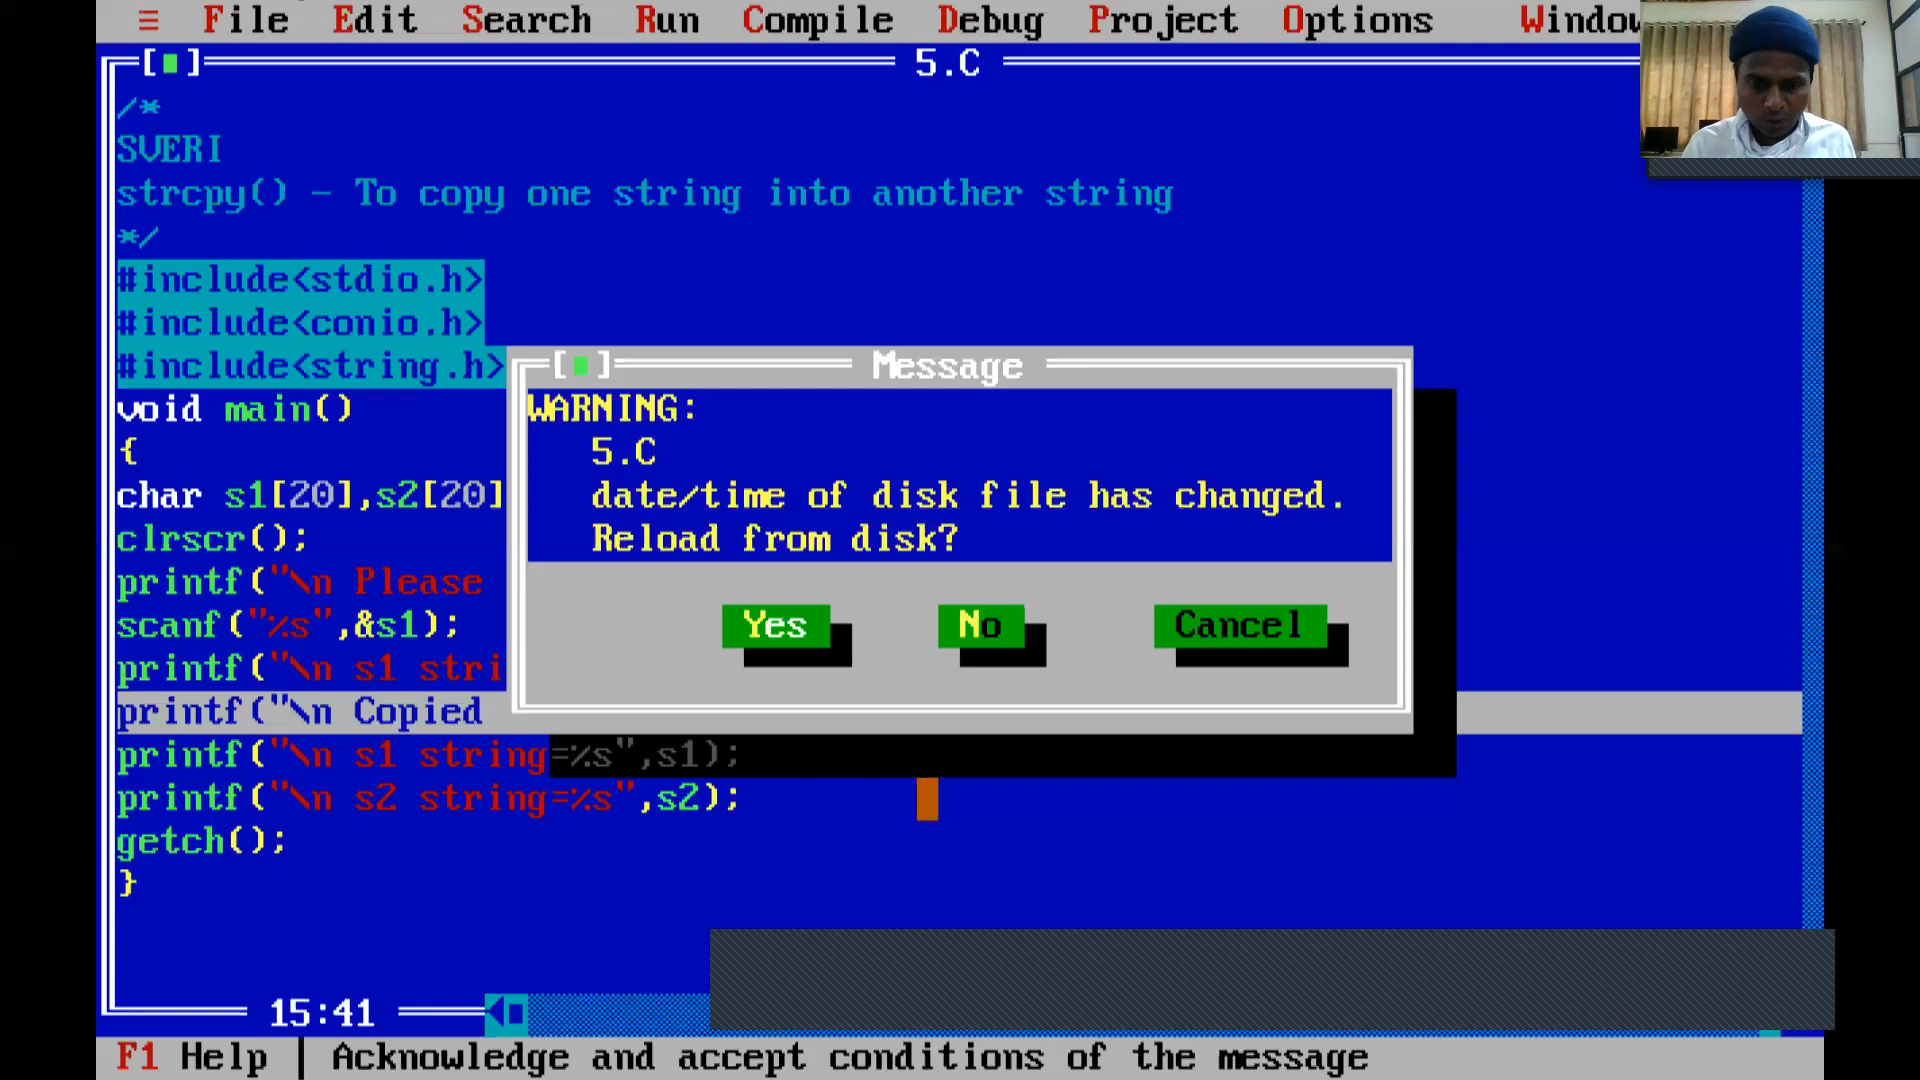 ≡ File Edit Search Run Compile Debug Project Options Windo
5.C
/*
SVERI
strcpy() - To copy one string into another string
*/
#include<stdio.h>
#include<conio.h>
#include<string.h>
void main()
{
char s1[20],s2[20]
clrscr();
printf("\n Please
scanf("%s",&s1);
printf("\n s1 stri
printf("\n Copied
printf("\n s1 string=%s",s1);
printf("\n s2 string=%s",s2);
getch();
}
Message
WARNING:
5.C
date/time of disk file has changed.
Reload from disk?
Yes No Cancel
15:41
F1 Help | Acknowledge and accept conditions of the message